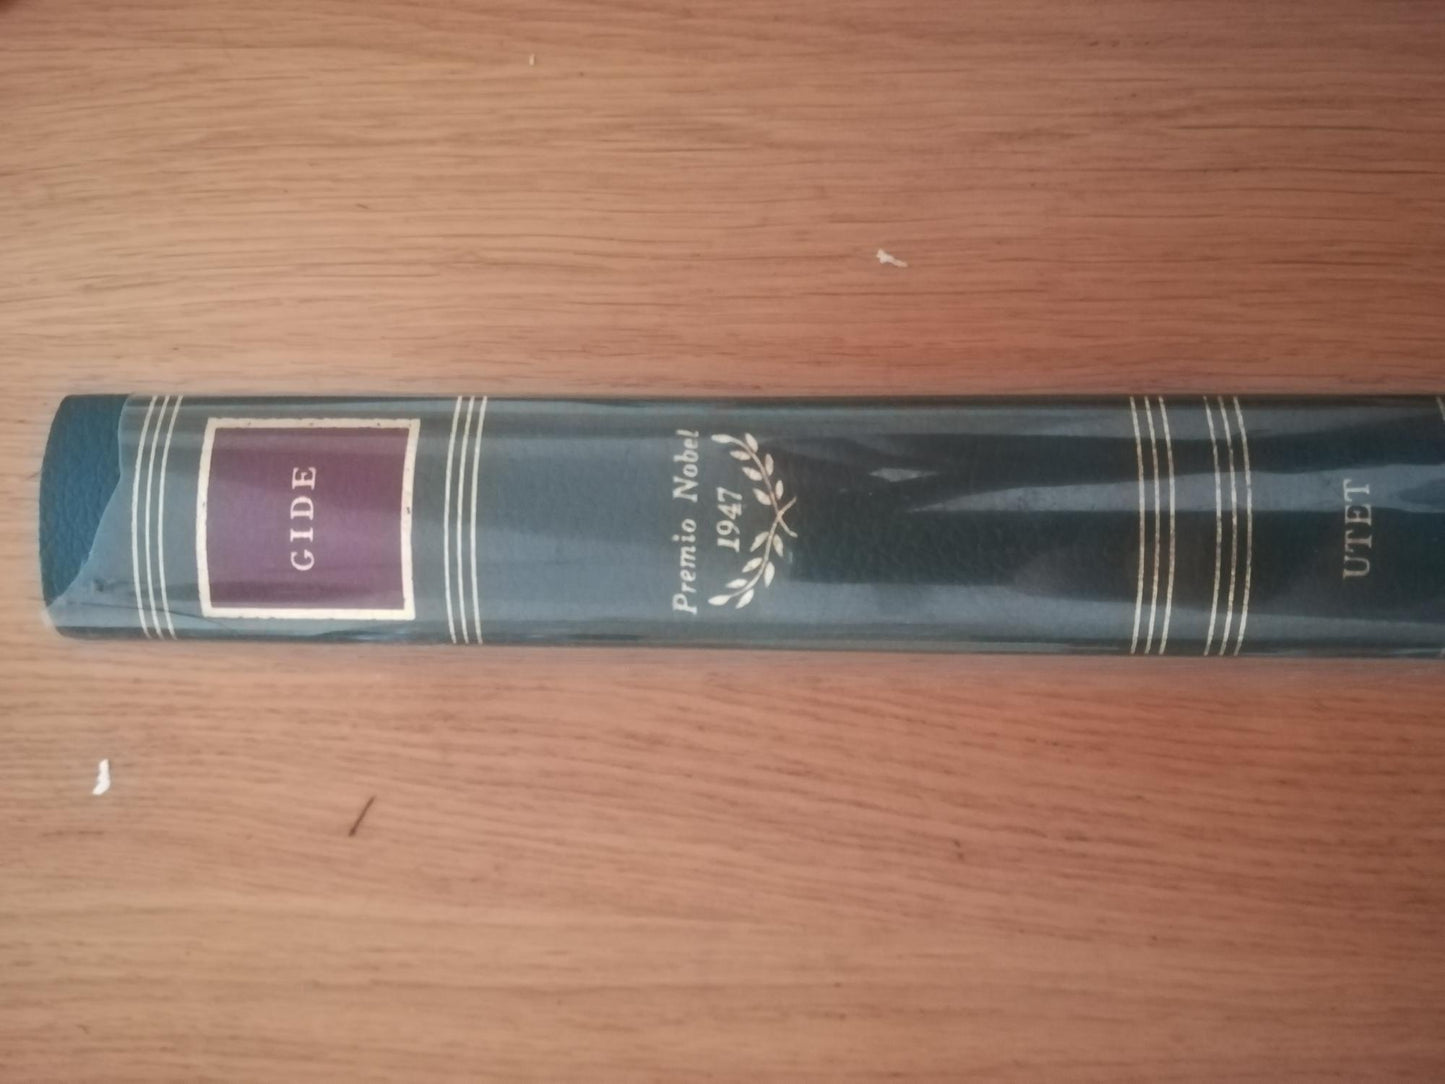 GIDE
Premio Nobel
1947
UTET